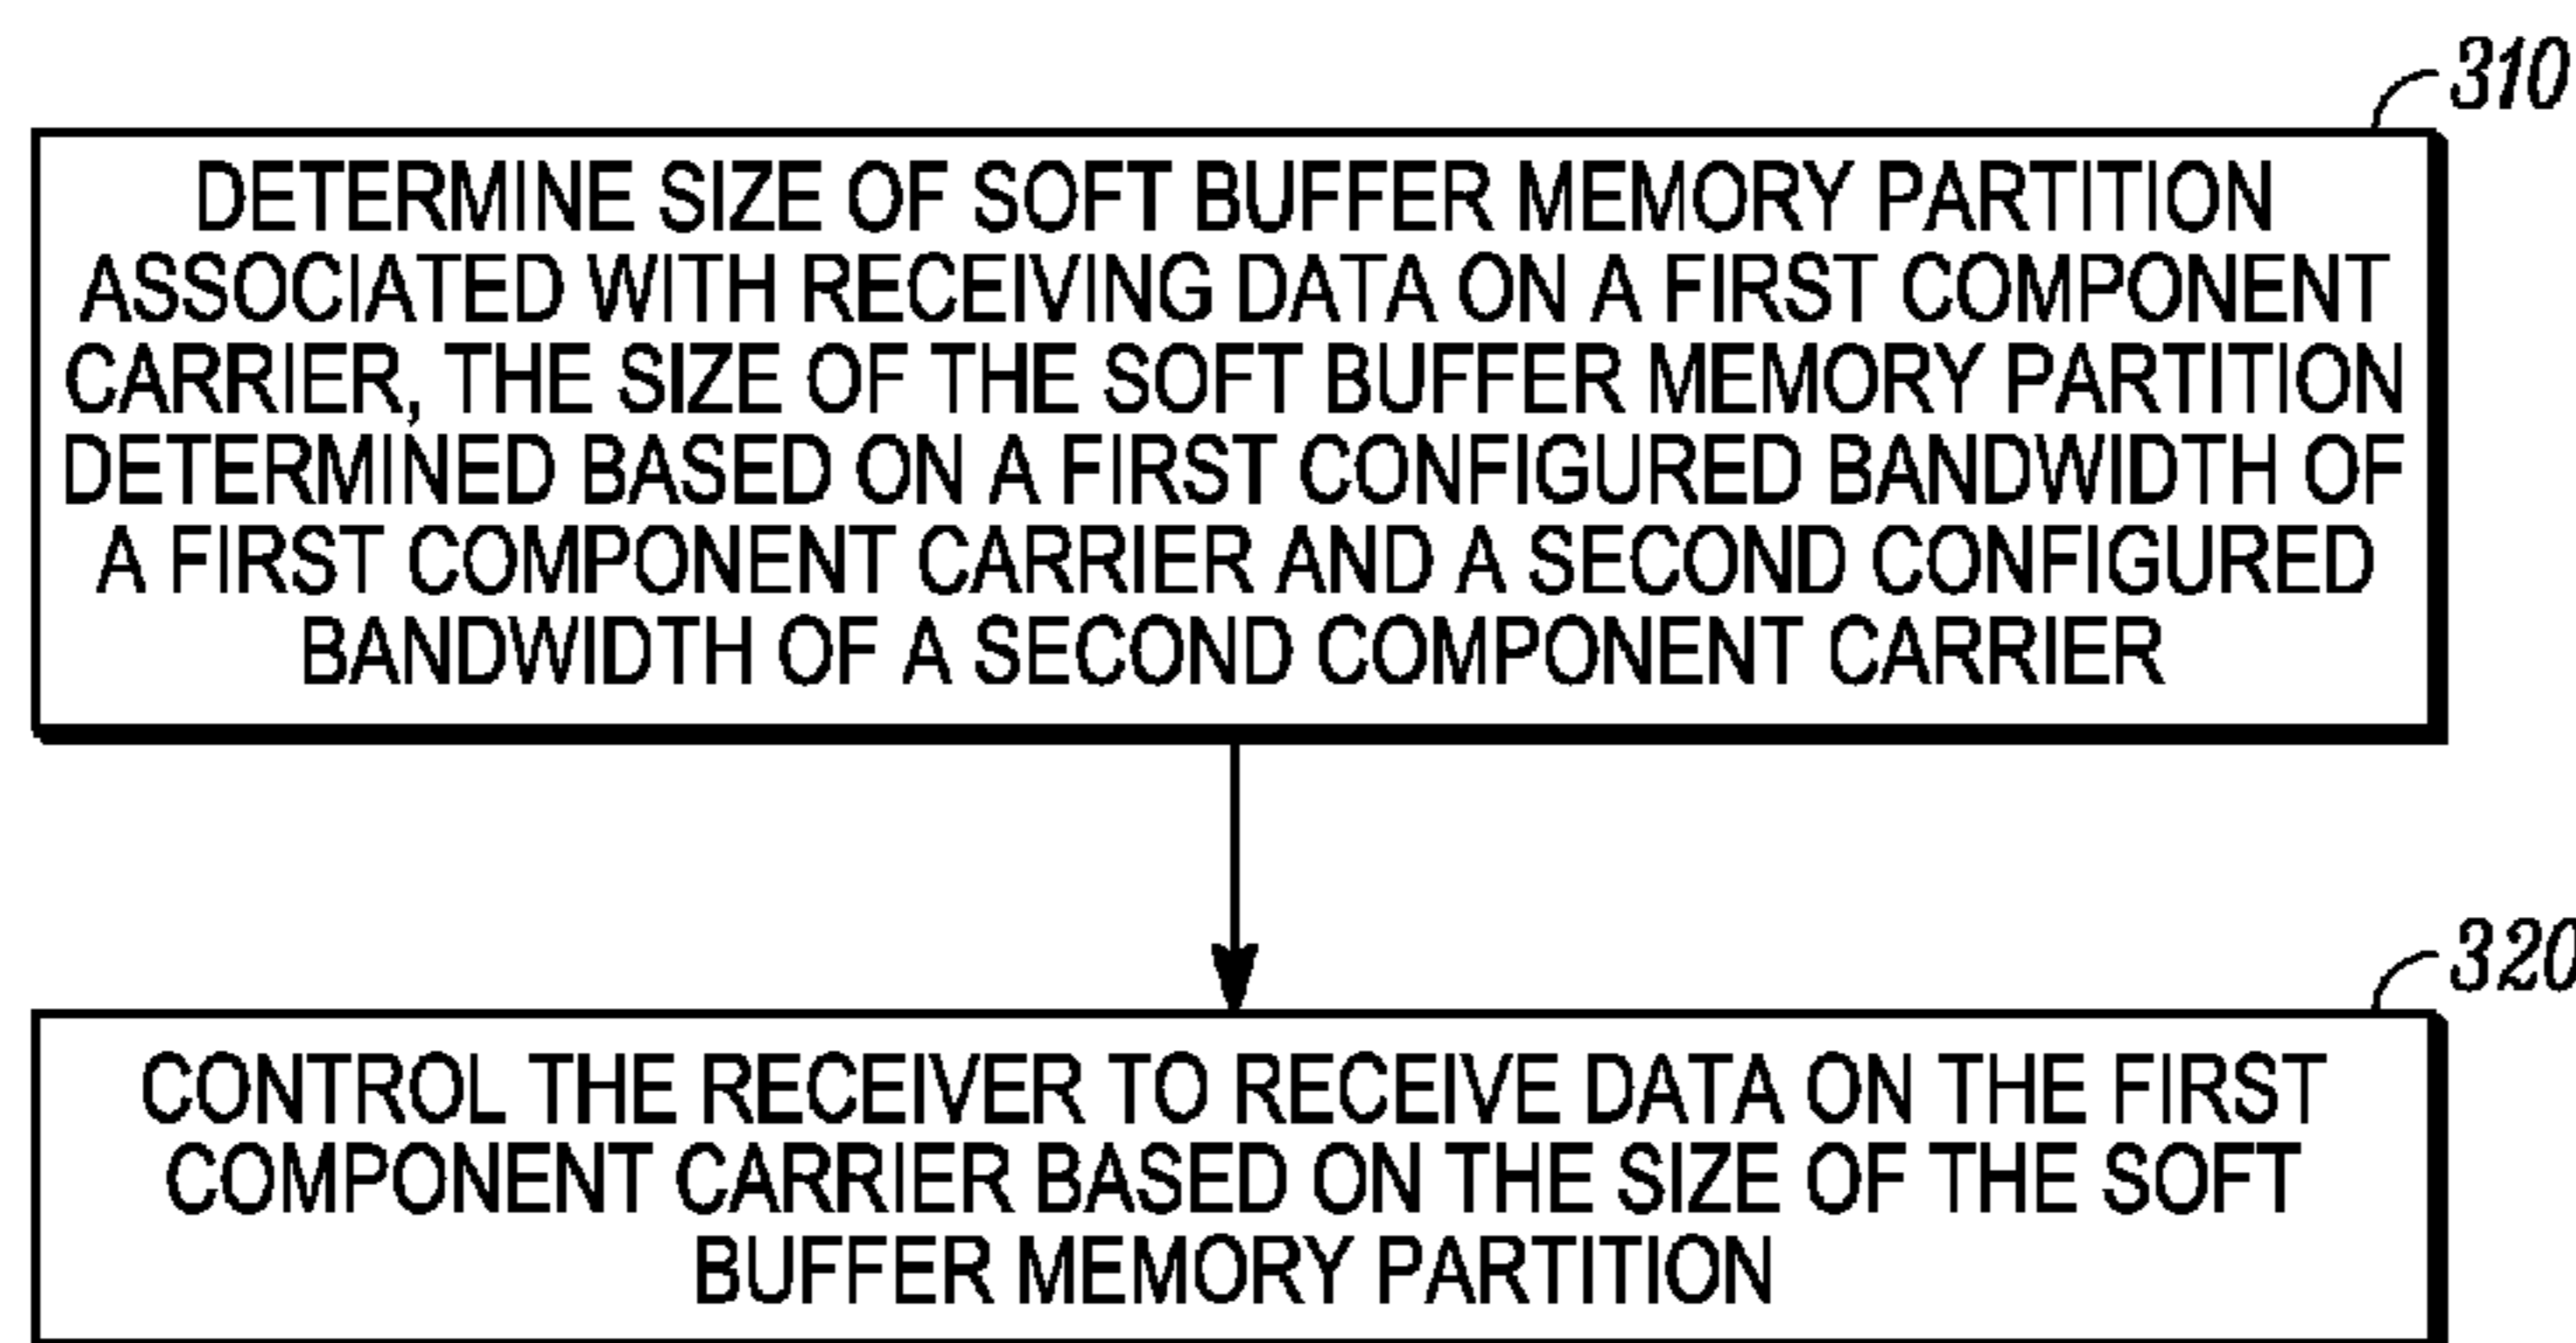 310
DETERMINE SIZE OF SOFT BUFFER MEMORY PARTITION
ASSOCIATED WITH RECEIVING DATA ON A FIRST COMPONENT
CARRIER, THE SIZE OF THE SOFT BUFFER MEMORY PARTITION
DETERMINED BASED ON A FIRST CONFIGURED BANDWIDTH OF
A FIRST COMPONENT CARRIER AND A SECOND CONFIGURED
BANDWIDTH OF A SECOND COMPONENT CARRIER
320
CONTROL THE RECEIVER TO RECEIVE DATA ON THE FIRST
COMPONENT CARRIER BASED ON THE SIZE OF THE SOFT
BUFFER MEMORY PARTITION